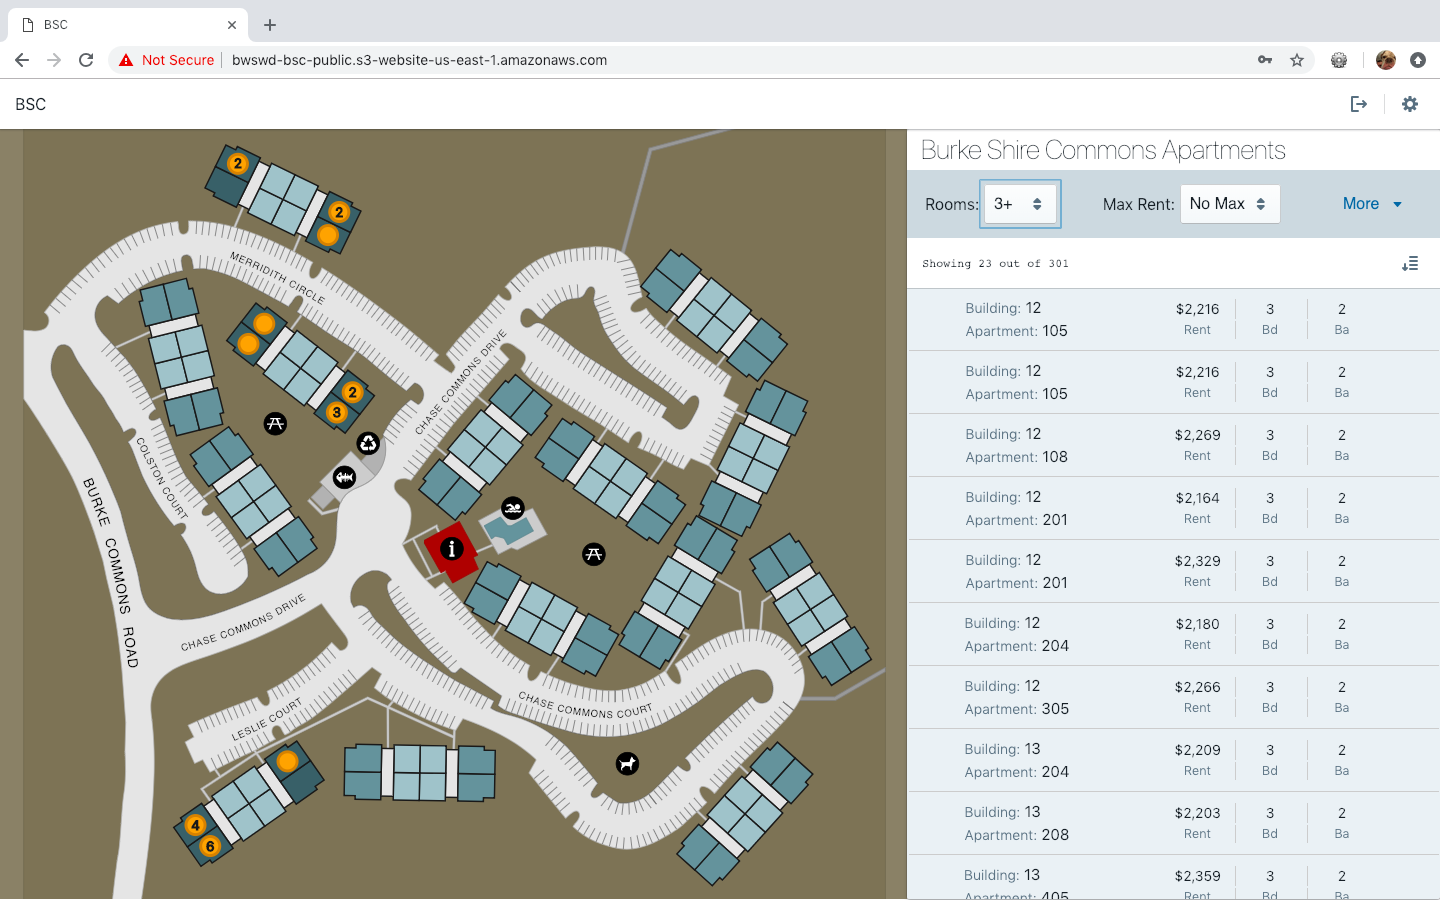 BSC
Not Secure
bwswd-bsc-public.s3-website-us-east-1.amazonaws.com
BSC
2
2
MERRIDITH CIRCLE
2
3
CHASE COMMONS DRIVE
COLSTON COURT
BURKE COMMONS ROAD
i
CHASE COMMONS DRIVE
CHASE COMMONS COURT
LESLIE COURT
4
6
Burke Shire Commons Apartments
Rooms: 3+ Max Rent: No Max More
Showing 23 out of 301
Building: 12 $2,216 3 2
Apartment: 105 Rent Bd Ba
Building: 12 $2,216 3 2
Apartment: 105 Rent Bd Ba
Building: 12 $2,269 3 2
Apartment: 108 Rent Bd Ba
Building: 12 $2,164 3 2
Apartment: 201 Rent Bd Ba
Building: 12 $2,329 3 2
Apartment: 201 Rent Bd Ba
Building: 12 $2,180 3 2
Apartment: 204 Rent Bd Ba
Building: 12 $2,266 3 2
Apartment: 305 Rent Bd Ba
Building: 13 $2,209 3 2
Apartment: 204 Rent Bd Ba
Building: 13 $2,203 3 2
Apartment: 208 Rent Bd Ba
Building: 13 $2,359 3 2
Apartment: 405 Rent Bd Ba